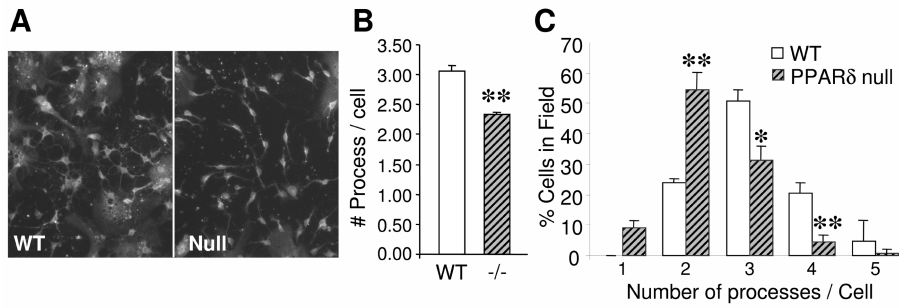 A
WT
Null
B
# Process / cell
3.50
3.00
2.50
2.00
1.50
1.00
0.50
0.00
**
WT -/-
C
% Cells in Field
70
60
50
40
30
20
10
0
**
*
**
WT
PPARδ null
1 2 3 4 5
Number of processes / Cell